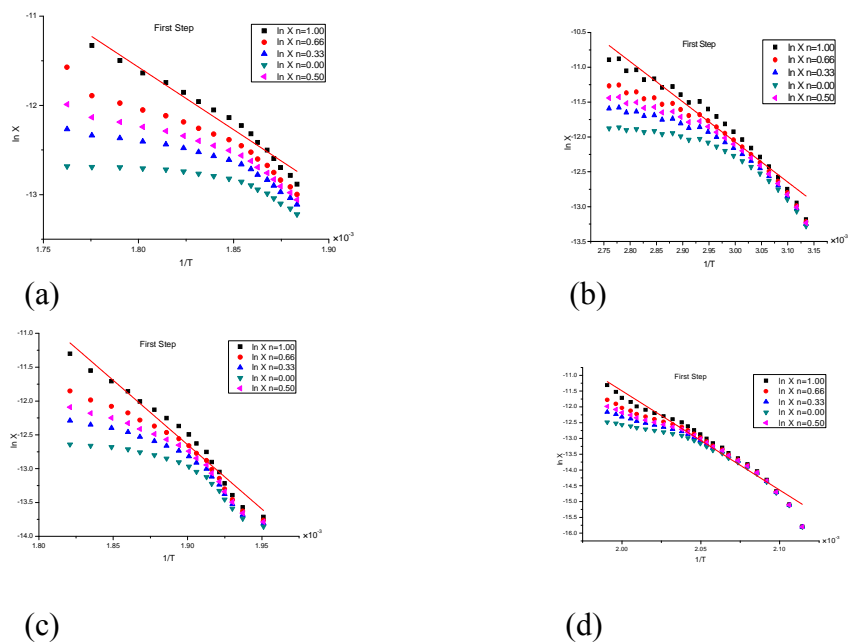 First Step
ln X n=1.00
ln X n=0.66
ln X n=0.33
ln X n=0.00
ln X n=0.50
-11
-12
-13
ln X
1.75
1.80
1.85
1.90
×10⁻³
1/T
(a)
First Step
ln X n=1.00
ln X n=0.66
ln X n=0.33
ln X n=0.00
ln X n=0.50
-10.5
-11.0
-11.5
-12.0
-12.5
-13.0
-13.5
ln X
2.75 2.80 2.85 2.90 2.95 3.00 3.05 3.10 3.15
×10⁻³
1/T
(b)
First Step
ln X n=1.00
ln X n=0.66
ln X n=0.33
ln X n=0.00
ln X n=0.50
-11.0
-11.5
-12.0
-12.5
-13.0
-13.5
-14.0
ln X
1.80
1.85
1.90
1.95
×10⁻³
1/T
(c)
First Step
ln X n=1.00
ln X n=0.66
ln X n=0.33
ln X n=0.00
ln X n=0.50
-11.0
-11.5
-12.0
-12.5
-13.0
-13.5
-14.0
-14.5
-15.0
-15.5
-16.0
ln X
2.00
2.05
2.10
×10⁻³
1/T
(d)